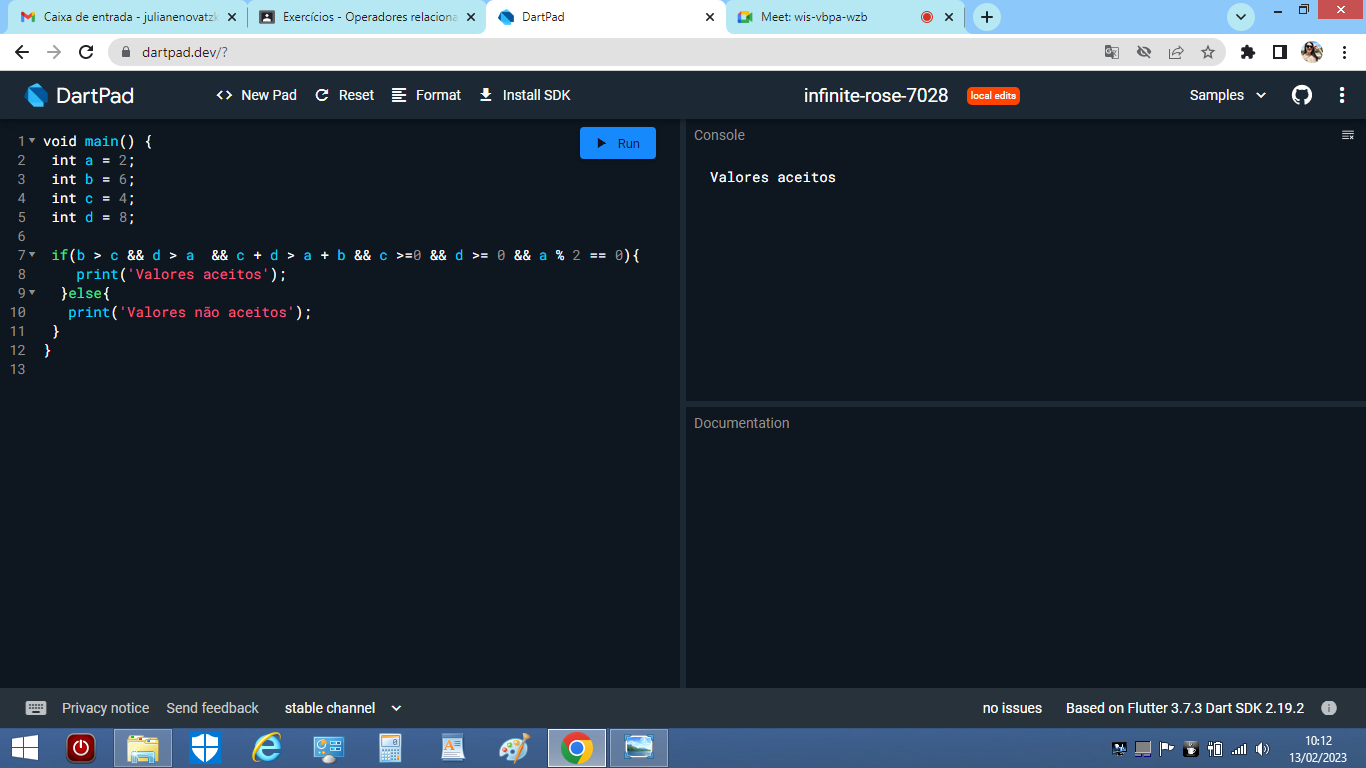 Caixa de entrada - julianenovatzk
Exercícios - Operadores relaciona
DartPad
Meet: wis-vbpa-wzb
dartpad.dev/?
DartPad
<> New Pad
Reset
Format
Install SDK
infinite-rose-7028
local edits
Samples
1 void main() {
2 int a = 2;
3 int b = 6;
4 int c = 4;
5 int d = 8;
6
7 if(b > c && d > a  && c + d > a + b && c >=0 && d >= 0 && a % 2 == 0){
8 print('Valores aceitos');
9 }else{
10 print('Valores não aceitos');
11 }
12 }
13
Run
Console
Valores aceitos
Documentation
Privacy notice
Send feedback
stable channel
no issues
Based on Flutter 3.7.3 Dart SDK 2.19.2
10:12
13/02/2023